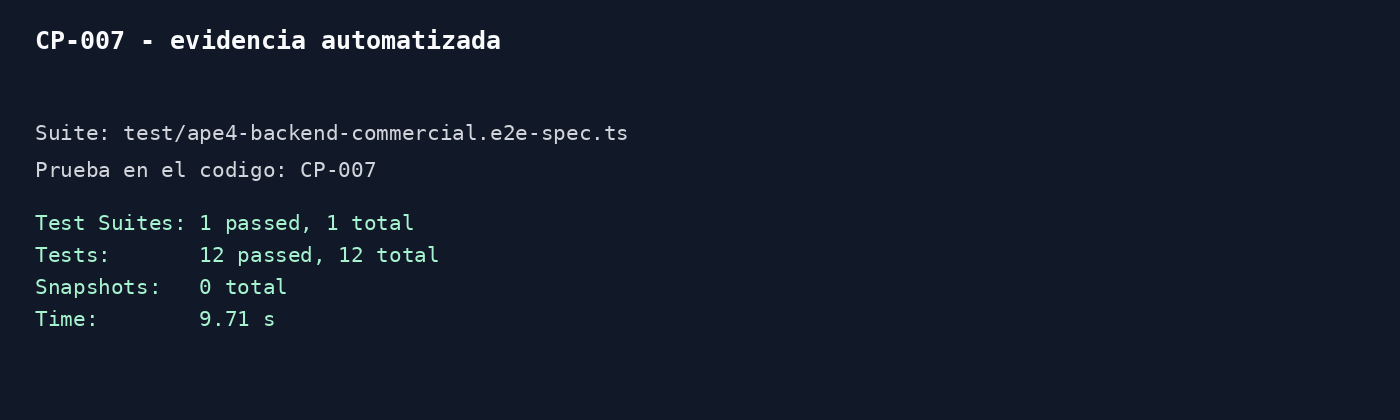 CP-007 - evidencia automatizada
Suite: test/ape4-backend-commercial.e2e-spec.ts
Prueba en el codigo: CP-007
Test Suites: 1 passed, 1 total
Tests:       12 passed, 12 total
Snapshots:   0 total
Time:        9.71 s